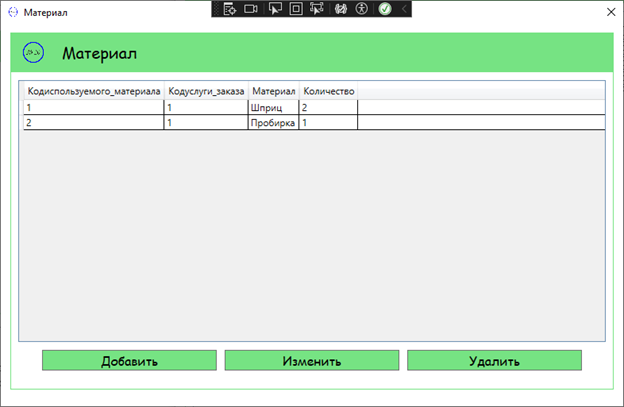 Материал
Материал
Кодиспользуемого_материала Кодуслуги_заказа Материал Количество
1 1 Шприц 2
2 1 Пробирка 1
Добавить Изменить Удалить